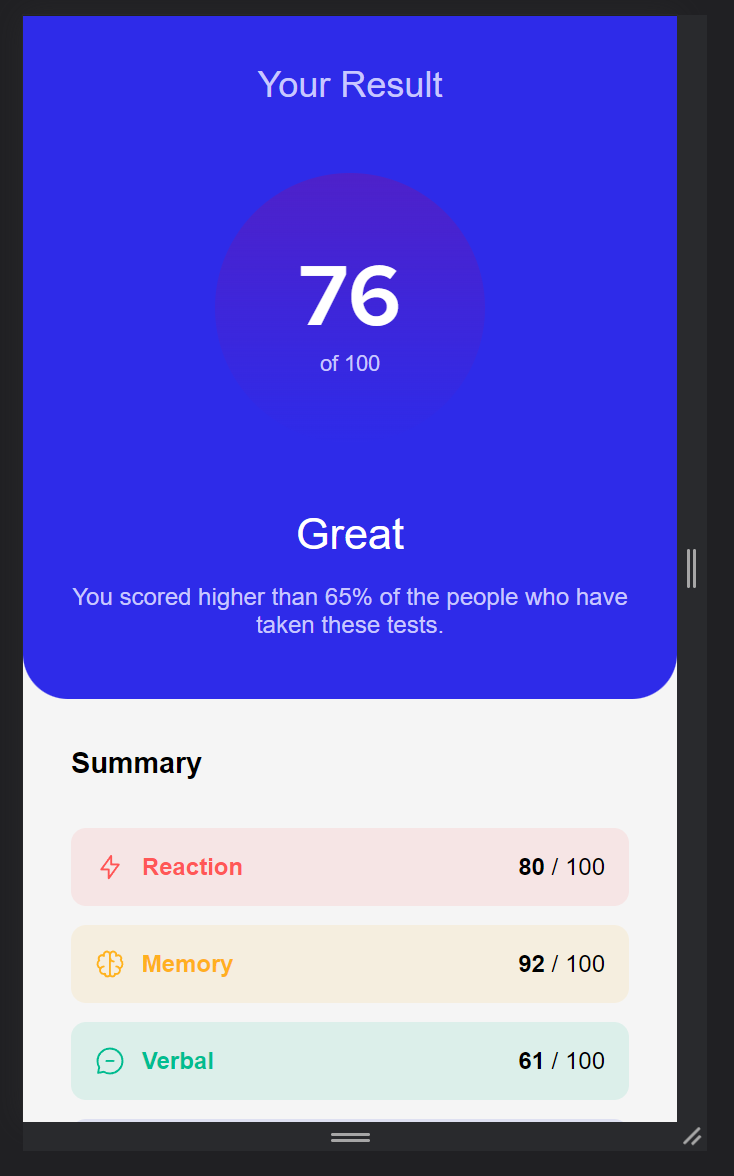 Your Result
76
of 100
Great
You scored higher than 65% of the people who have
taken these tests.
Summary
Reaction 80 / 100
Memory 92 / 100
Verbal 61 / 100